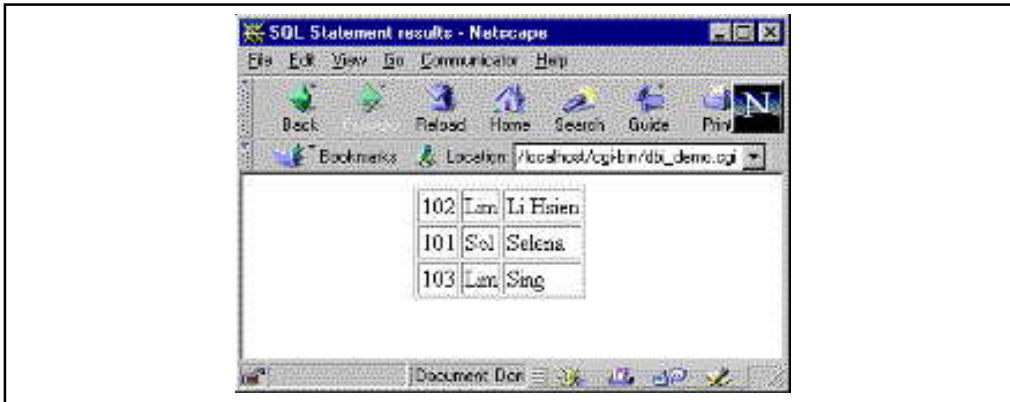 SQL Statement results - Netscape
File Edit View Go Communicator Help
Back Reload Home Search Guide Print N
Bookmarks Location: /localhost/cgi-bin/dbi_demo.cgi
102 Lim Li Hsien
101 Sol Selena
103 Lim Sing
Document: Don